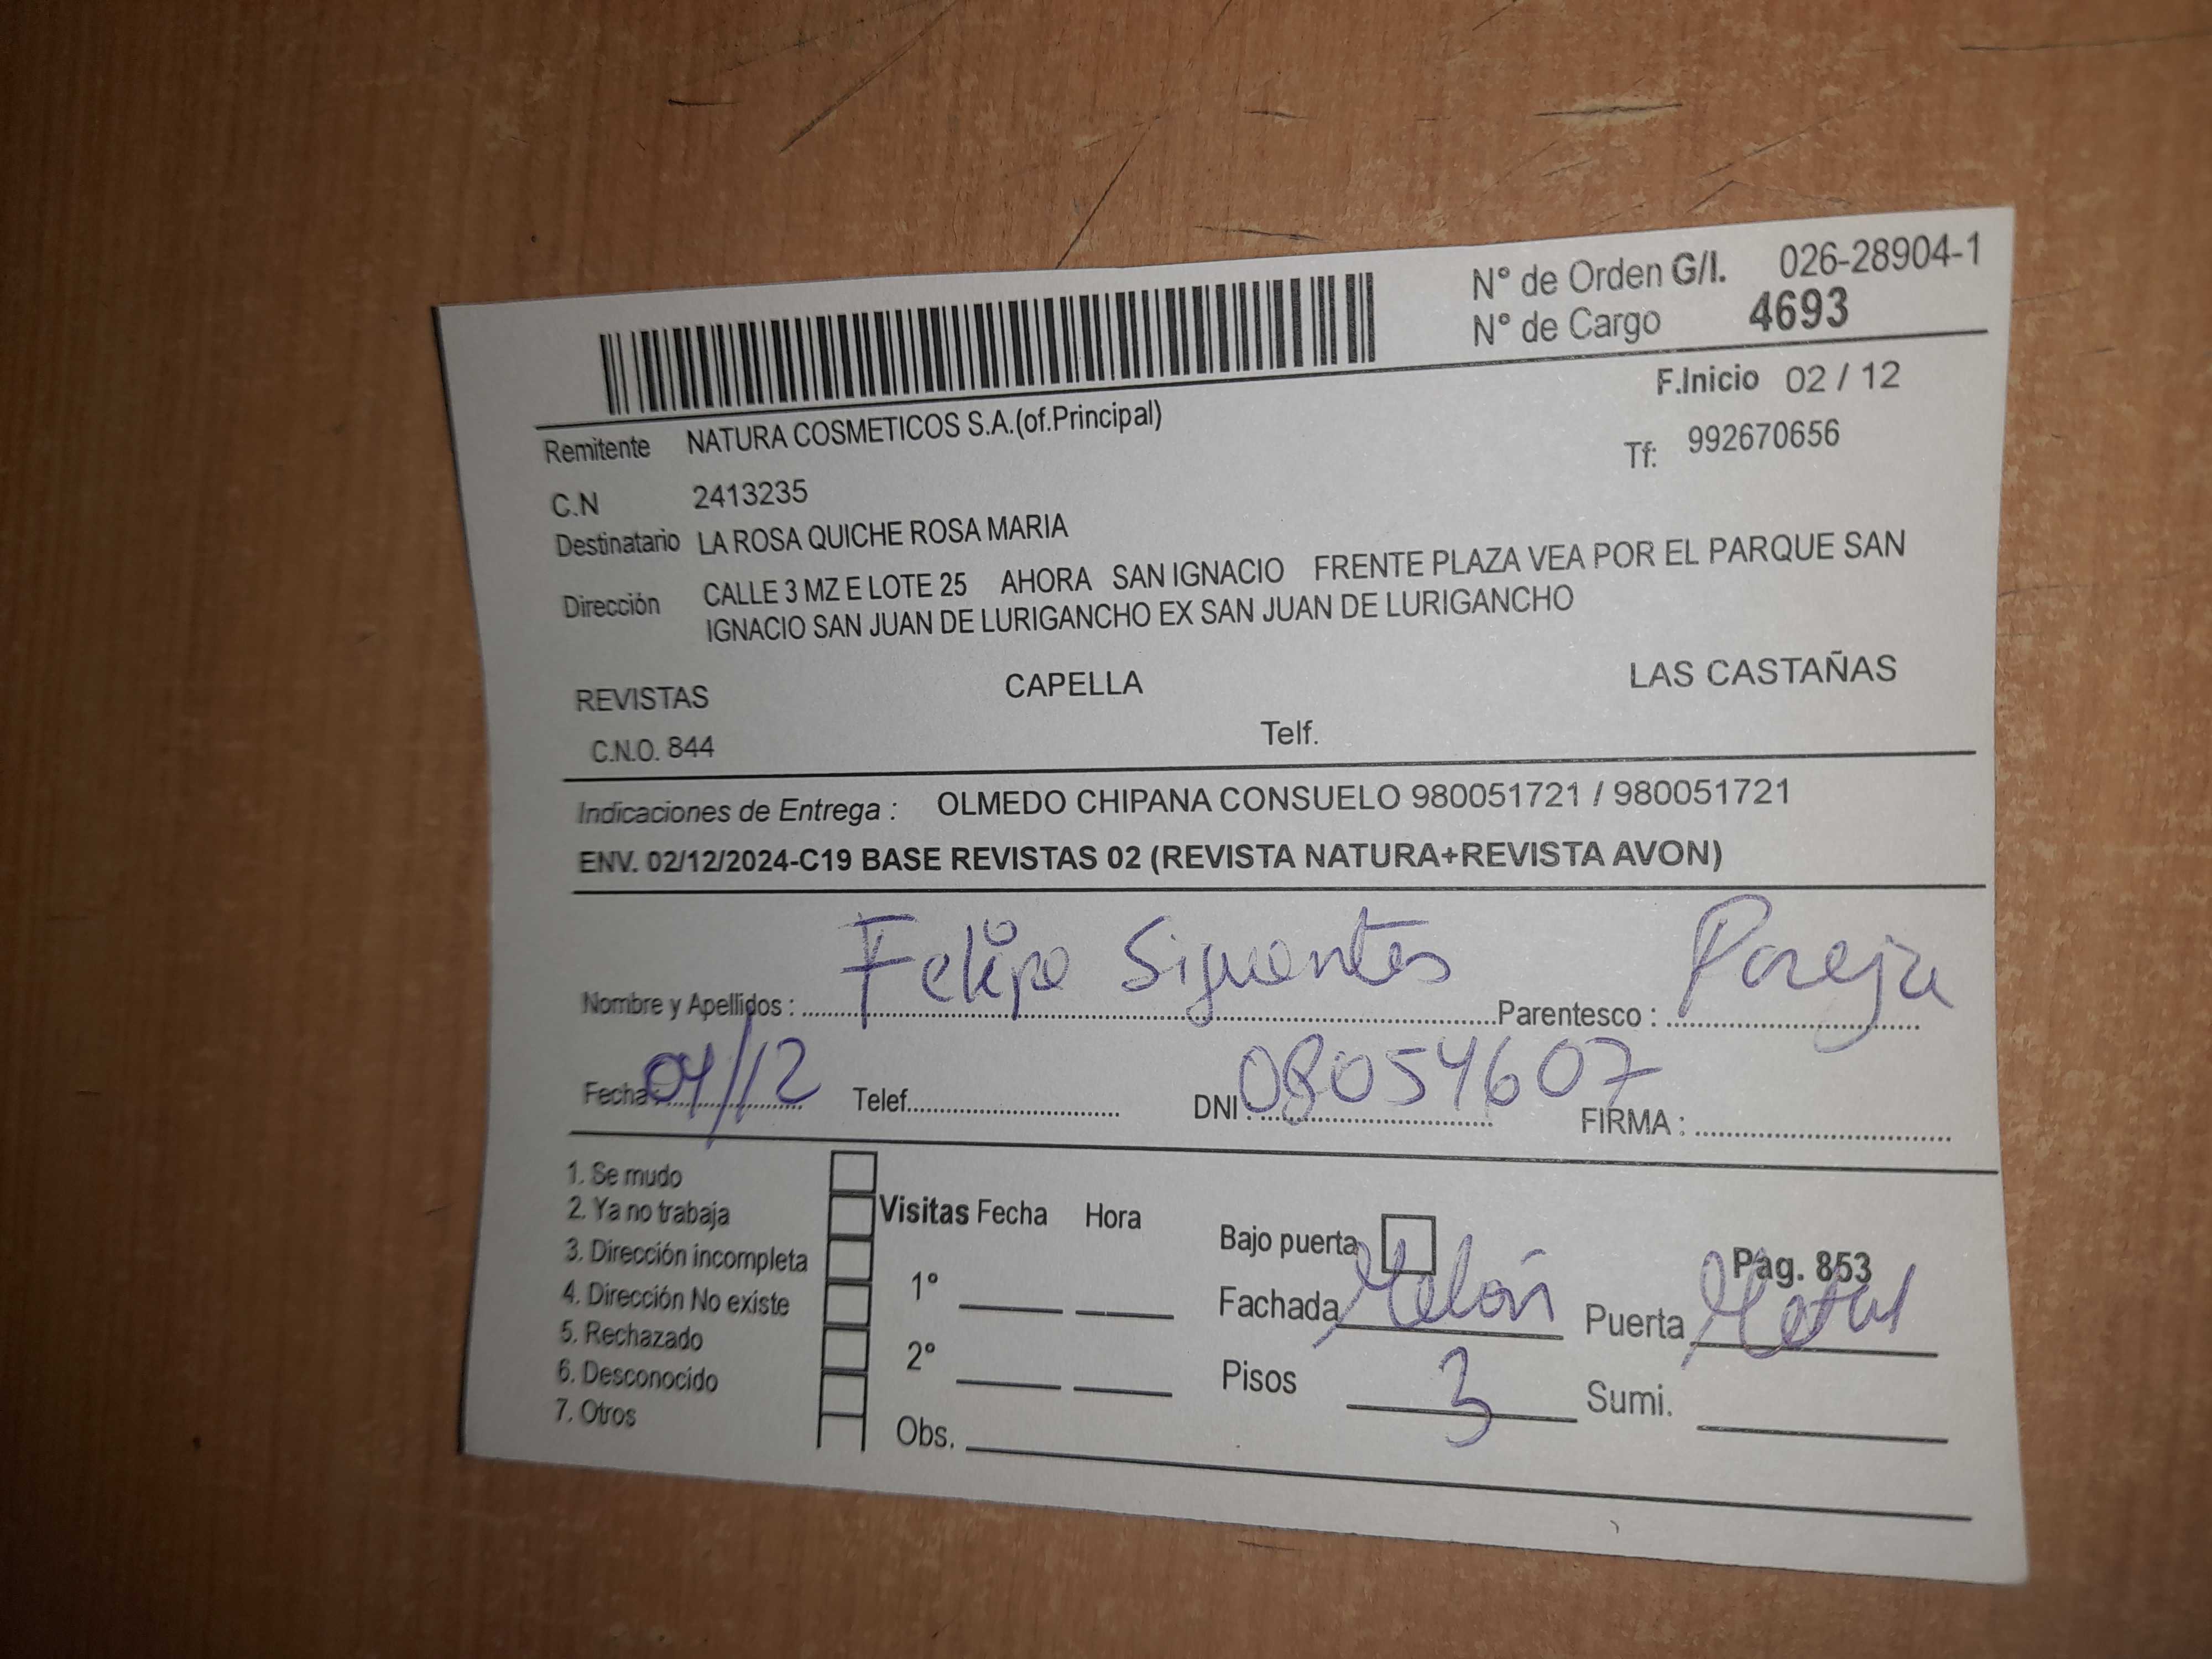 N° de Orden G/I. 026-28904-1
N° de Cargo 4693
F.Inicio 02 / 12
Remitente NATURA COSMETICOS S.A.(of.Principal)
Tf: 992670656
C.N 2413235
Destinatario LA ROSA QUICHE ROSA MARIA
Dirección CALLE 3 MZ E LOTE 25 AHORA SAN IGNACIO FRENTE PLAZA VEA POR EL PARQUE SAN
IGNACIO SAN JUAN DE LURIGANCHO EX SAN JUAN DE LURIGANCHO
REVISTAS CAPELLA LAS CASTAÑAS
C.N.O. 844 Telf.
Indicaciones de Entrega : OLMEDO CHIPANA CONSUELO 980051721 / 980051721
ENV. 02/12/2024-C19 BASE REVISTAS 02 (REVISTA NATURA+REVISTA AVON)
Nombre y Apellidos : Felipe Siguentes Parentesco : Pareja
Fecha : 04/12 Telef. DNI : 08054607 FIRMA :
1. Se mudo
2. Ya no trabaja
3. Dirección incompleta
4. Dirección No existe
5. Rechazado
6. Desconocido
7. Otros
Visitas Fecha Hora
1°
2°
Obs.
Bajo puerta Pag. 853
Fachada Melón Puerta Metal
Pisos 3 Sumi.